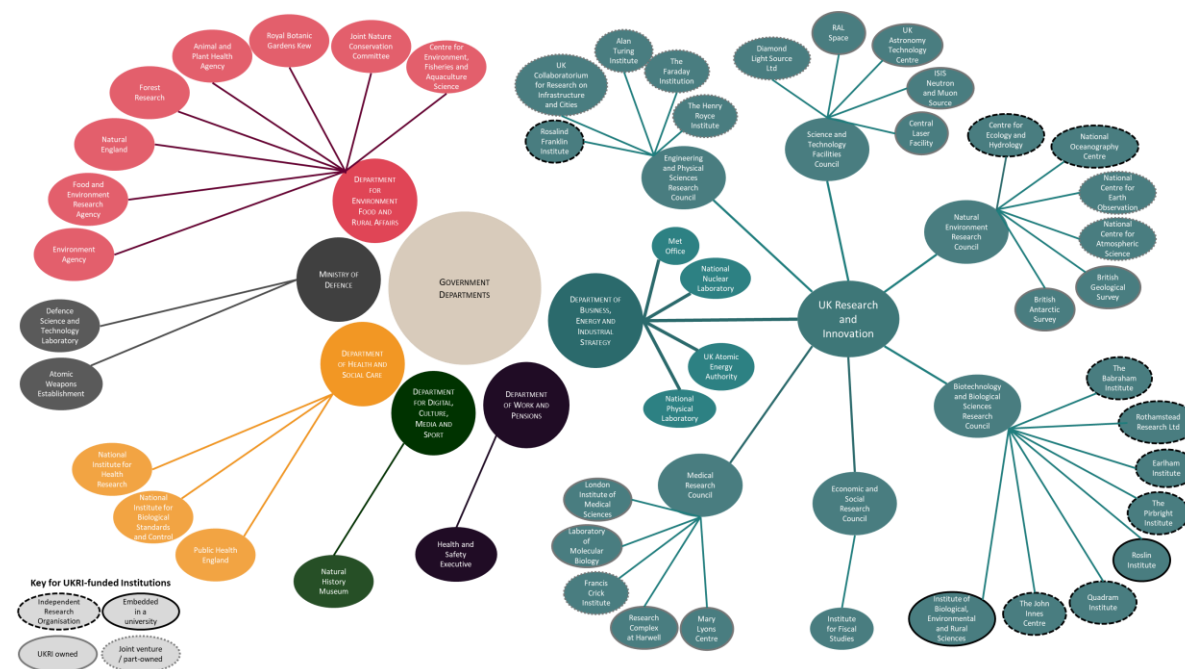 Royal Botanic
Gardens Kew
Animal and
Plant Health
Agency
Joint Nature
Conservation
Committee
Centre for
Environment,
Fisheries and
Aquaculture
Science
Forest
Research
Natural
England
Food and
Environment
Research
Agency
Environment
Agency
DEPARTMENT
FOR
ENVIRONMENT
FOOD AND
RURAL AFFAIRS
MINISTRY OF
DEFENCE
GOVERNMENT
DEPARTMENTS
Defence
Science and
Technology
Laboratory
Atomic
Weapons
Establishment
DEPARTMENT
OF HEALTH AND
SOCIAL CARE
DEPARTMENT
FOR DIGITAL,
CULTURE,
MEDIA AND
SPORT
DEPARTMENT
OF WORK AND
PENSIONS
National
Institute for
Health
Research
National
Institute for
Biological
Standards
and Control
Public Health
England
Natural
History
Museum
Health and
Safety
Executive
Key for UKRI-funded Institutions
Independent
Research
Organisation
Embedded
in a
university
UKRI owned
Joint venture
/ part-owned
UK
Collaboratorium
for Research on
Infrastructure
and Cities
Alan
Turing
Institute
The
Faraday
Institution
The Henry
Royce
Institute
Rosalind
Franklin
Institute
Engineering
and Physical
Sciences
Research
Council
Diamond
Light Source
Ltd
RAL
Space
UK
Astronomy
Technology
Centre
ISIS
Neutron
and Muon
Source
Central
Laser
Facility
Science and
Technology
Facilities
Council
Centre for
Ecology and
Hydrology
National
Oceanography
Centre
National
Centre for
Earth
Observation
National
Centre for
Atmospheric
Science
British
Geological
Survey
British
Antarctic
Survey
Natural
Environment
Research
Council
Met
Office
National
Nuclear
Laboratory
DEPARTMENT OF
BUSINESS,
ENERGY AND
INDUSTRIAL
STRATEGY
UK Atomic
Energy
Authority
National
Physical
Laboratory
UK Research
and
Innovation
Biotechnology
and Biological
Sciences
Research
Council
The
Babraham
Institute
Rothamstead
Research Ltd
Earlham
Institute
The
Pirbright
Institute
Roslin
Institute
Quadram
Institute
The John
Innes
Centre
Institute of
Biological,
Environmental
and Rural
Sciences
Medical
Research
Council
London
Institute of
Medical
Sciences
Laboratory
of
Molecular
Biology
Francis
Crick
Institute
Research
Complex
at Harwell
Mary
Lyons
Centre
Economic and
Social
Research
Council
Institute
for Fiscal
Studies